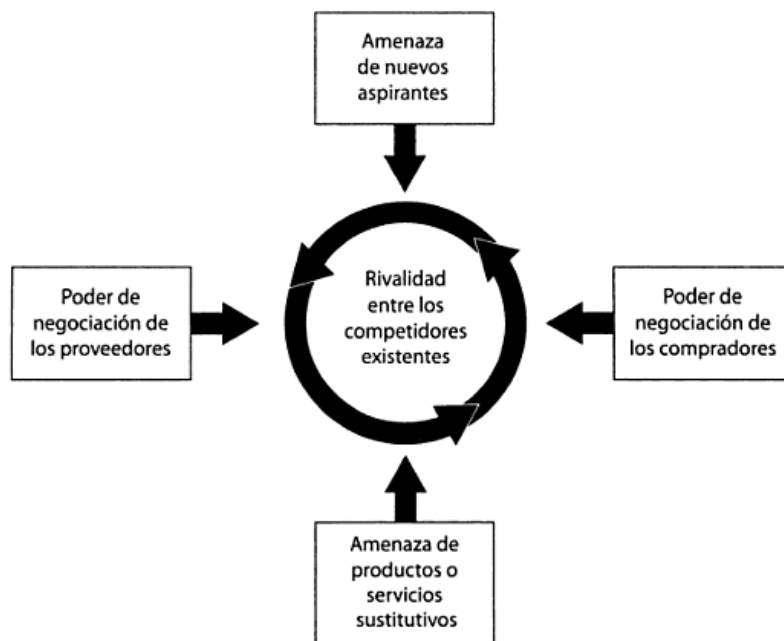 Amenaza
de nuevos
aspirantes
Poder de
negociación de
los proveedores
Rivalidad
entre los
competidores
existentes
Poder de
negociación de
los compradores
Amenaza de
productos o
servicios
sustitutivos